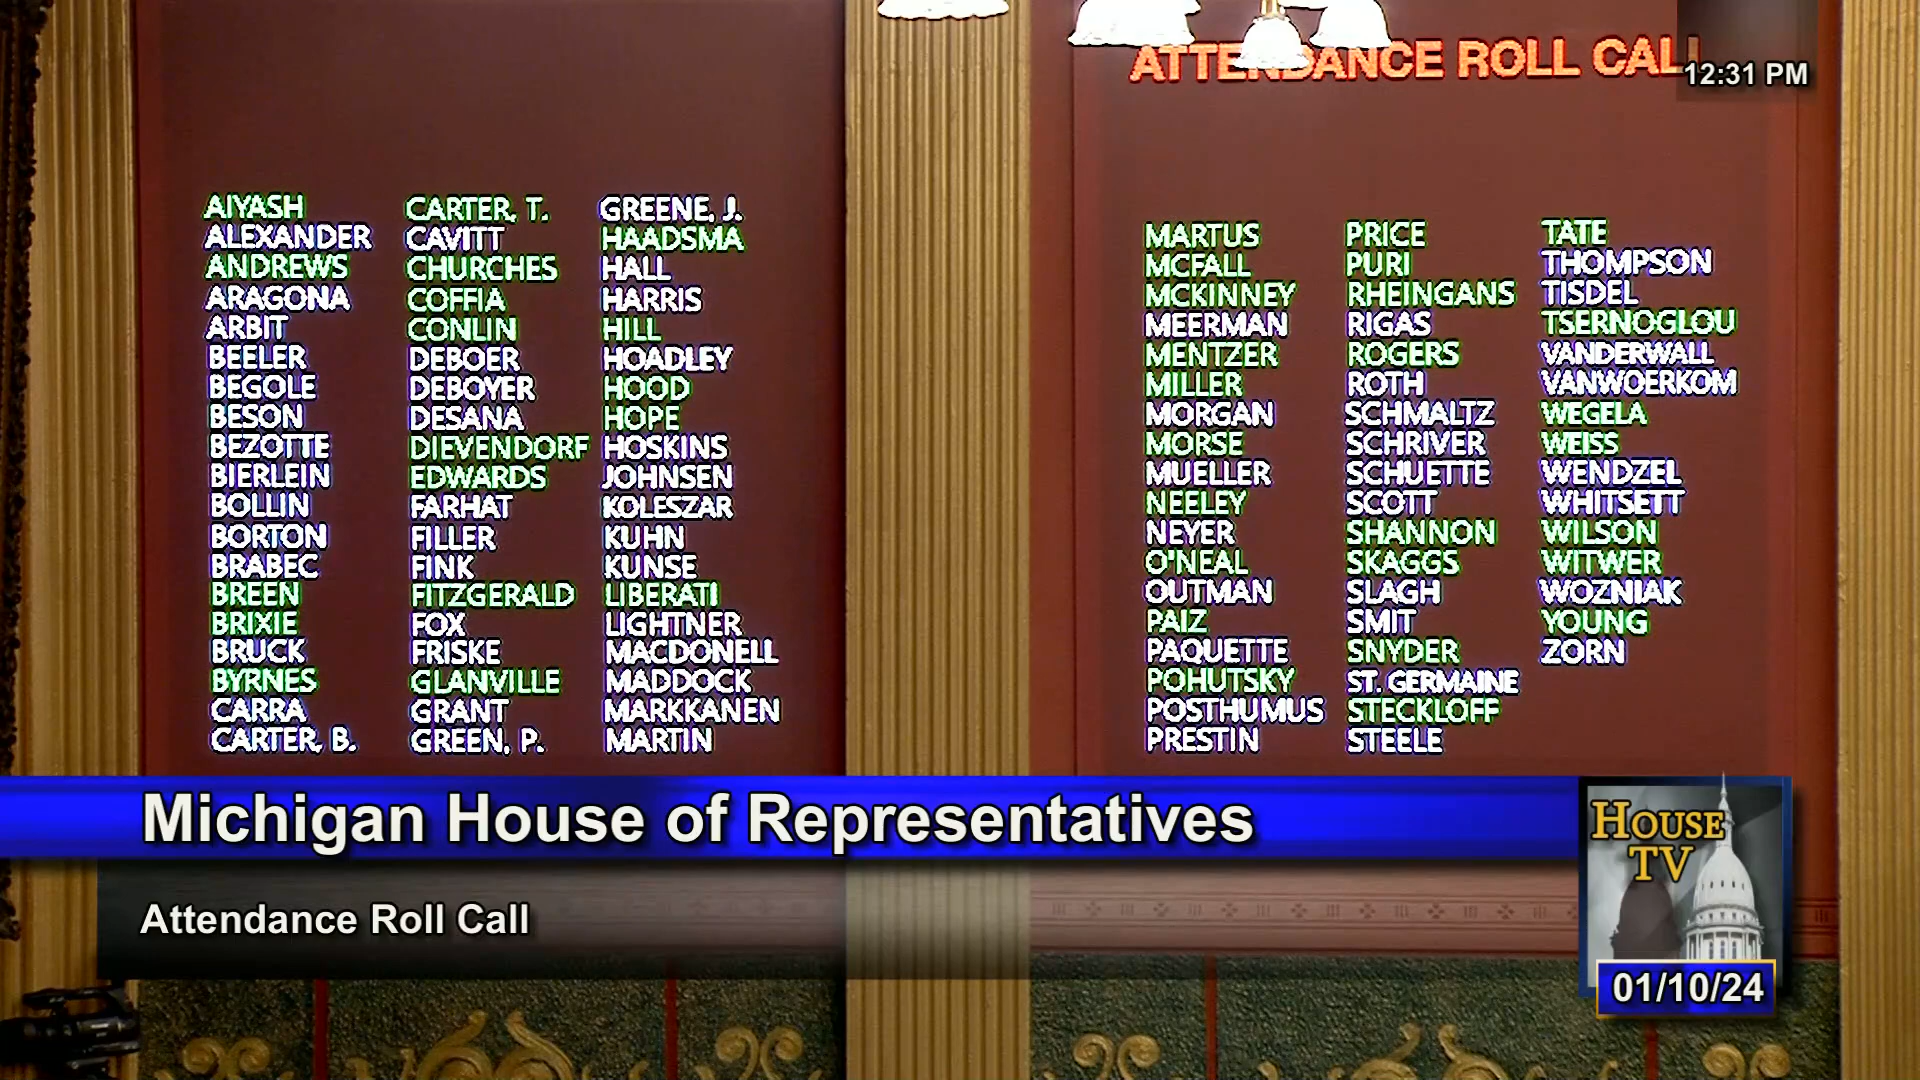 ATTENDANCE ROLL CALL
12:31 PM
AIYASH
ALEXANDER
ANDREWS
ARAGONA
ARBIT
BEELER
BEGOLE
BESON
BEZOTTE
BIERLEIN
BOLLIN
BORTON
BRABEC
BREEN
BRIXIE
BRUCK
BYRNES
CARRA
CARTER, B.
CARTER, T.
CAVITT
CHURCHES
COFFIA
CONLIN
DEBOER
DEBOYER
DESANA
DIEVENDORF
EDWARDS
FARHAT
FILLER
FINK
FITZGERALD
FOX
FRISKE
GLANVILLE
GRANT
GREEN, P.
GREENE, J.
HAADSMA
HALL
HARRIS
HILL
HOADLEY
HOOD
HOPE
HOSKINS
JOHNSEN
KOLESZAR
KUHN
KUNSE
LIBERATI
LIGHTNER
MACDONELL
MADDOCK
MARKKANEN
MARTIN
MARTUS
MCFALL
MCKINNEY
MEERMAN
MENTZER
MILLER
MORGAN
MORSE
MUELLER
NEELEY
NEYER
O'NEAL
OUTMAN
PAIZ
PAQUETTE
POHUTSKY
POSTHUMUS
PRESTIN
PRICE
PURI
RHEINGANS
RIGAS
ROGERS
ROTH
SCHMALTZ
SCHRIVER
SCHUETTE
SCOTT
SHANNON
SKAGGS
SLAGH
SMIT
SNYDER
ST. GERMAINE
STECKLOFF
STEELE
TATE
THOMPSON
TISDEL
TSERNOGLOU
VANDERWALL
VANWOERKOM
WEGELA
WEISS
WENDZEL
WHITSETT
WILSON
WITWER
WOZNIAK
YOUNG
ZORN
Michigan House of Representatives
Attendance Roll Call
HOUSE
TV
01/10/24